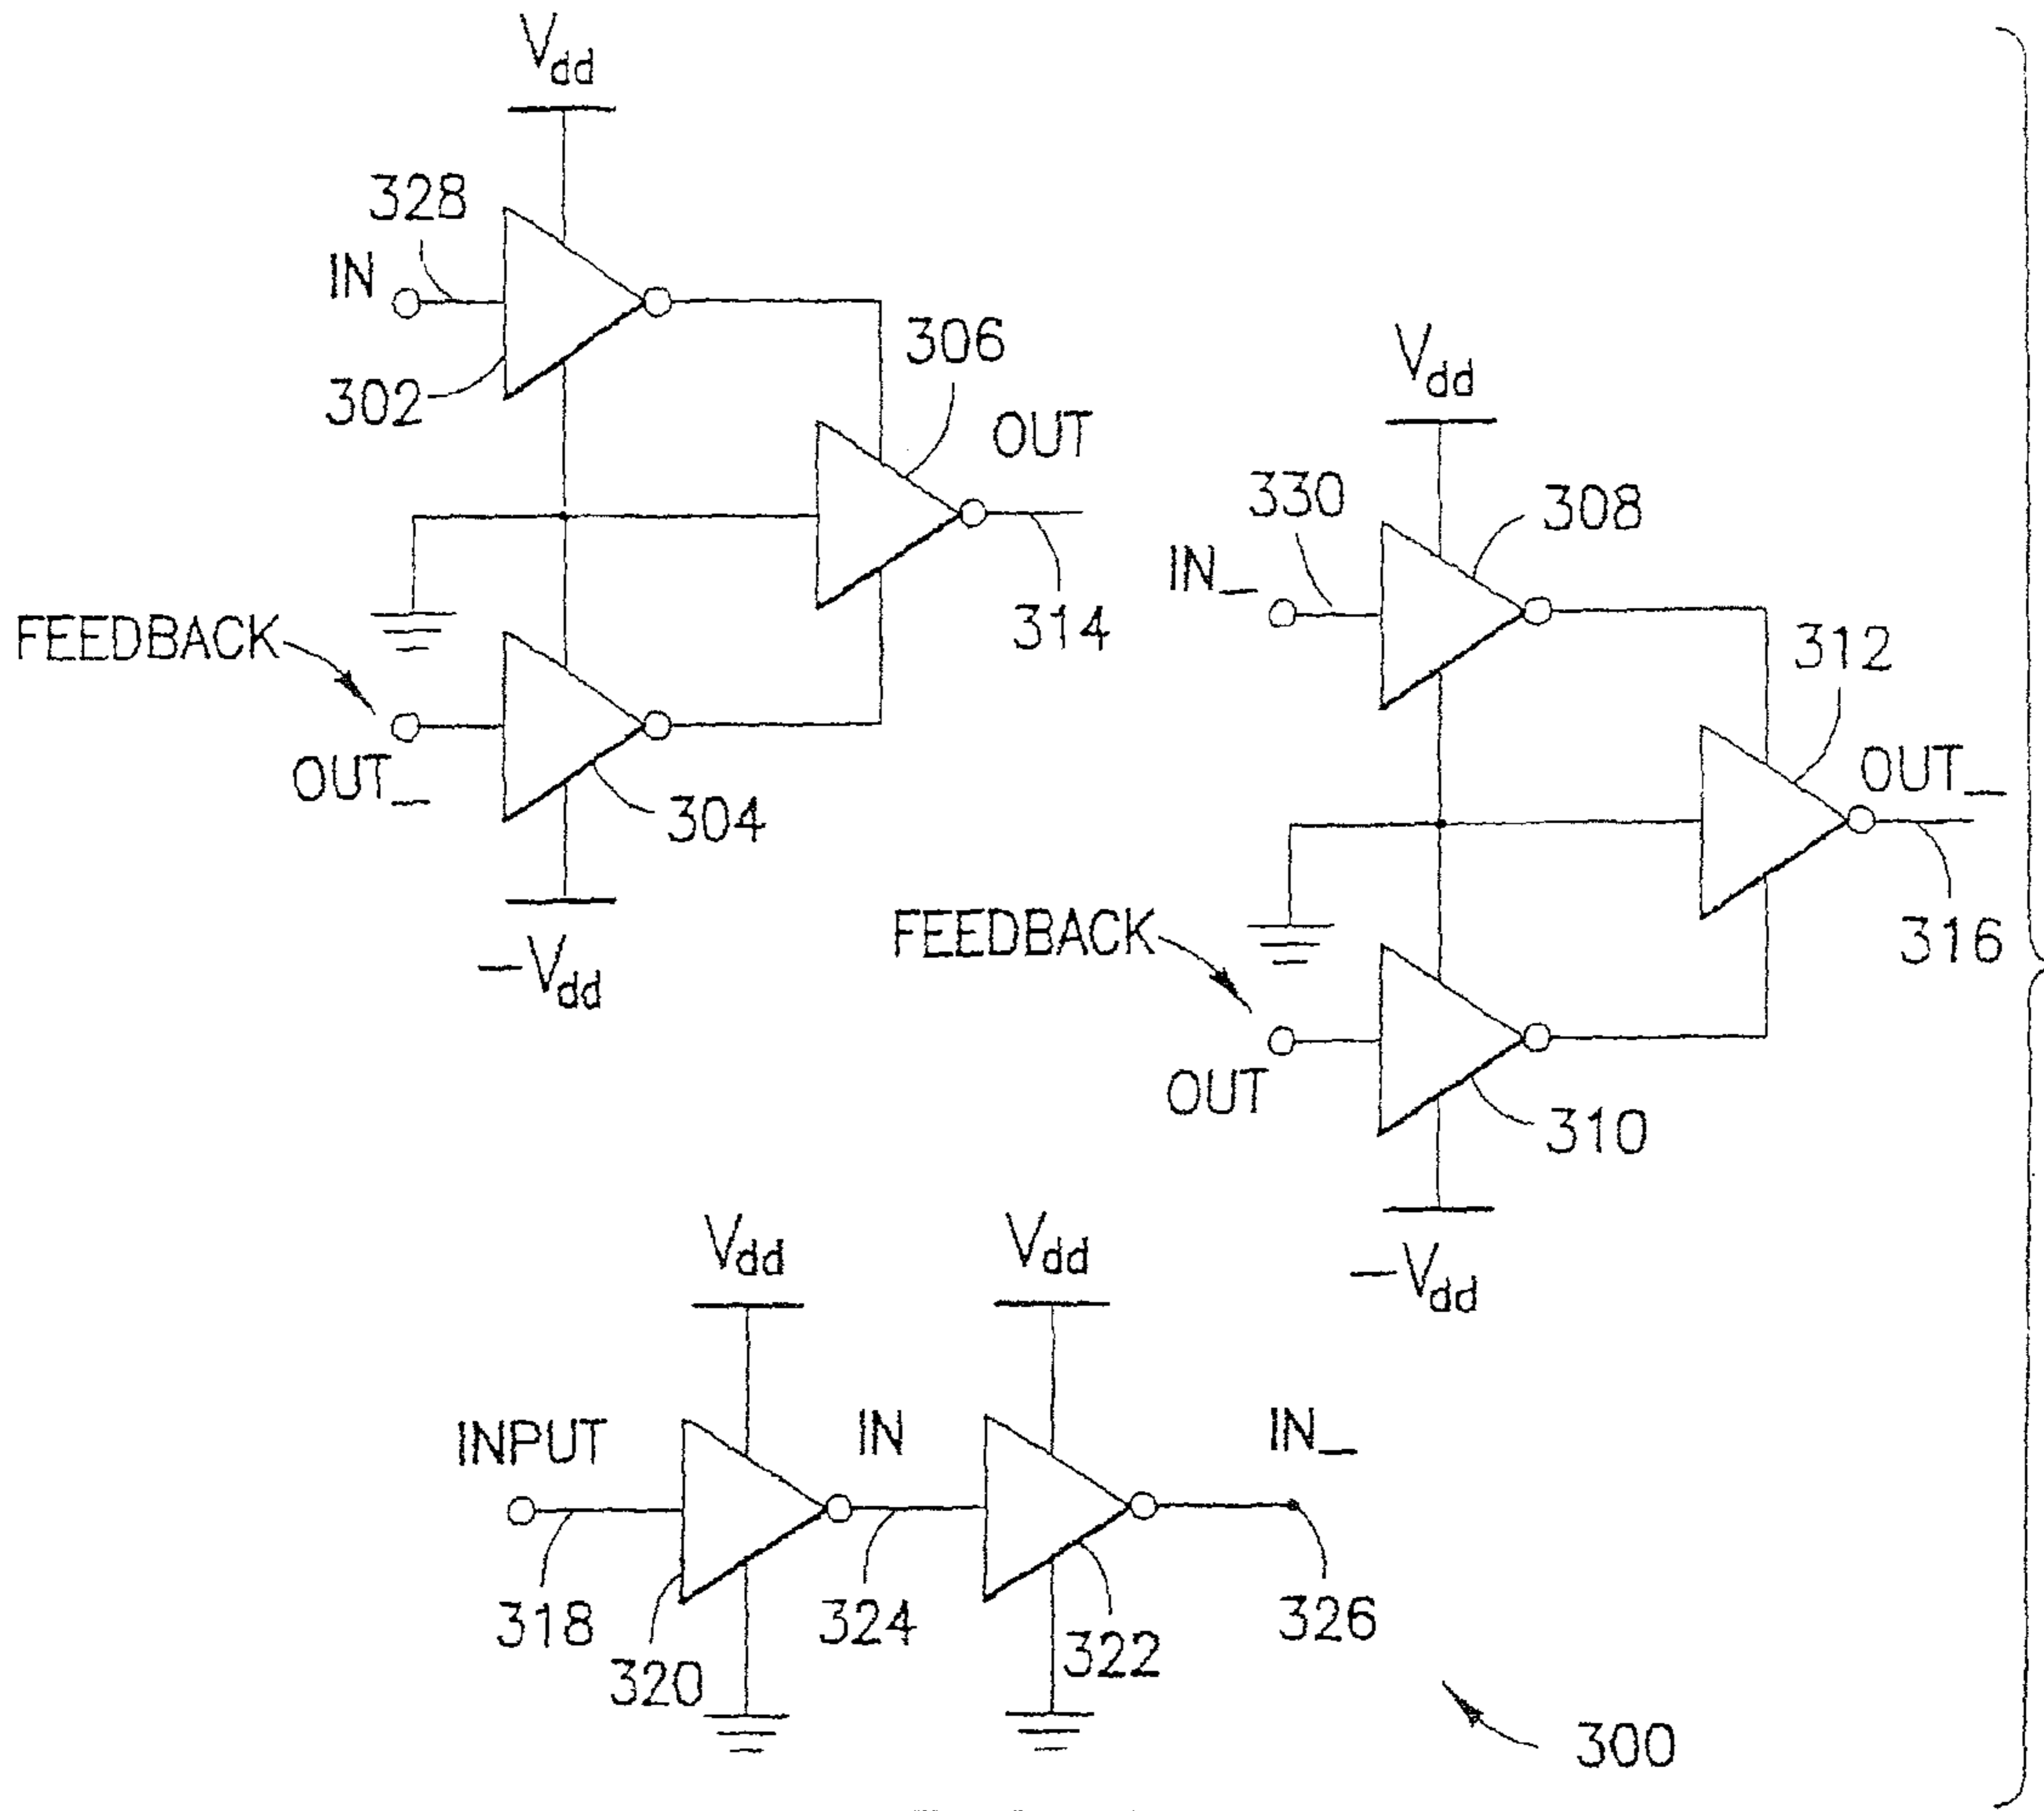 Vdd
328
IN
302
306
OUT
314
FEEDBACK
OUT_
304
-Vdd
Vdd
330
308
IN_
312
OUT_
316
FEEDBACK
OUT
310
-Vdd
Vdd
Vdd
INPUT
IN
IN_
318
320
324
322
326
300